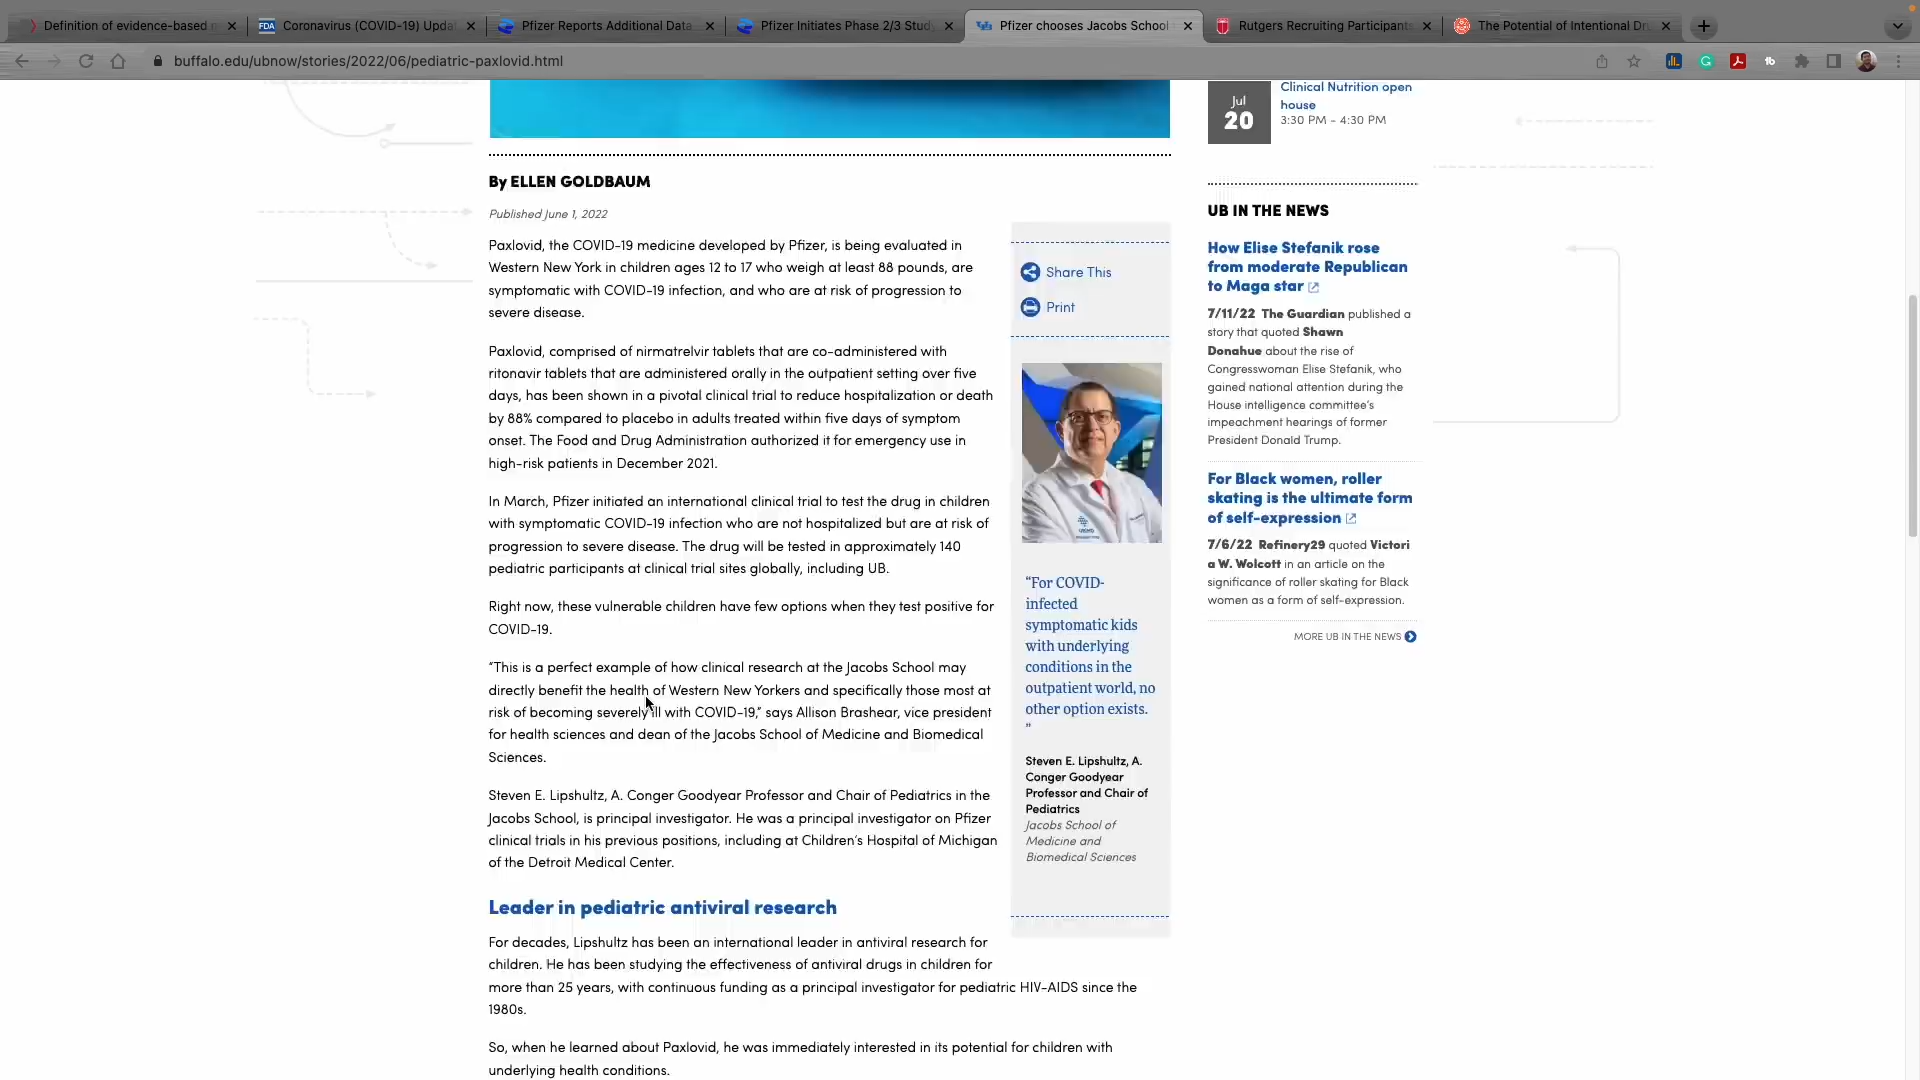 Definition of evidence-based
Coronavirus (COVID-19) Upda
Pfizer Reports Additional Data
Pfizer Initiates Phase 2/3 Study
Pfizer chooses Jacobs School
Rutgers Recruiting Participant
The Potential of Intentional Dr
buffalo.edu/ubnow/stories/2022/06/pediatric-paxlovid.html
By ELLEN GOLDBAUM
Published June 1, 2022
Paxlovid, the COVID-19 medicine developed by Pfizer, is being evaluated in
Western New York in children ages 12 to 17 who weigh at least 88 pounds, are
symptomatic with COVID-19 infection, and who are at risk of progression to
severe disease.
Paxlovid, comprised of nirmatrelvir tablets that are co-administered with
ritonavir tablets that are administered orally in the outpatient setting over five
days, has been shown in a pivotal clinical trial to reduce hospitalization or death
by 88% compared to placebo in adults treated within five days of symptom
onset. The Food and Drug Administration authorized it for emergency use in
high-risk patients in December 2021.
In March, Pfizer initiated an international clinical trial to test the drug in children
with symptomatic COVID-19 infection who are not hospitalized but are at risk of
progression to severe disease. The drug will be tested in approximately 140
pediatric participants at clinical trial sites globally, including UB.
Right now, these vulnerable children have few options when they test positive for
COVID-19.
“This is a perfect example of how clinical research at the Jacobs School may
directly benefit the health of Western New Yorkers and specifically those most at
risk of becoming severely ill with COVID-19,” says Allison Brashear, vice president
for health sciences and dean of the Jacobs School of Medicine and Biomedical
Sciences.
Steven E. Lipshultz, A. Conger Goodyear Professor and Chair of Pediatrics in the
Jacobs School, is principal investigator. He was a principal investigator on Pfizer
clinical trials in his previous positions, including at Children’s Hospital of Michigan
of the Detroit Medical Center.
Leader in pediatric antiviral research
For decades, Lipshultz has been an international leader in antiviral research for
children. He has been studying the effectiveness of antiviral drugs in children for
more than 25 years, with continuous funding as a principal investigator for pediatric HIV-AIDS since the
1980s.
So, when he learned about Paxlovid, he was immediately interested in its potential for children with
underlying health conditions.
Share This
Print
“For COVID-
infected
symptomatic kids
with underlying
conditions in the
outpatient world, no
other option exists.
”
Steven E. Lipshultz, A.
Conger Goodyear
Professor and Chair of
Pediatrics
Jacobs School of
Medicine and
Biomedical Sciences
Jul
20
Clinical Nutrition open
house
3:30 PM - 4:30 PM
UB IN THE NEWS
How Elise Stefanik rose
from moderate Republican
to Maga star
7/11/22 The Guardian published a
story that quoted Shawn
Donahue about the rise of
Congresswoman Elise Stefanik, who
gained national attention during the
House intelligence committee’s
impeachment hearings of former
President Donald Trump.
For Black women, roller
skating is the ultimate form
of self-expression
7/6/22 Refinery29 quoted Victori
a W. Wolcott in an article on the
significance of roller skating for Black
women as a form of self-expression.
MORE UB IN THE NEWS